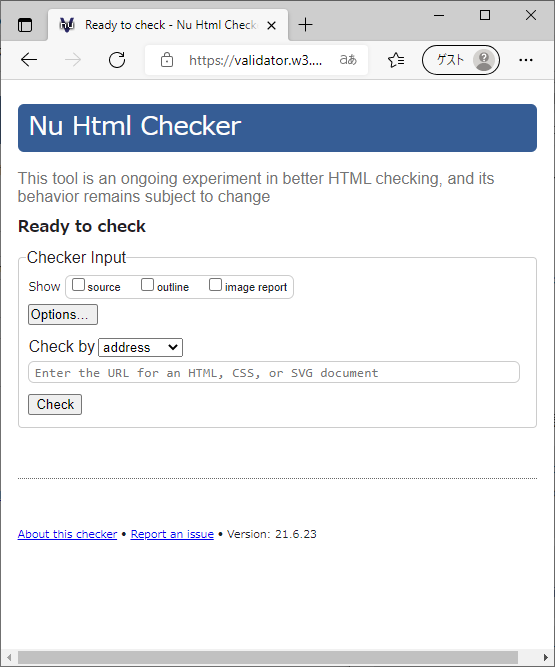 Ready to check - Nu Html Checke
https://validator.w3.... aあ ゲスト
Nu Html Checker
This tool is an ongoing experiment in better HTML checking, and its
behavior remains subject to change
Ready to check
Checker Input
Show source outline image report
Options...
Check by address
Enter the URL for an HTML, CSS, or SVG document
Check
About this checker • Report an issue • Version: 21.6.23